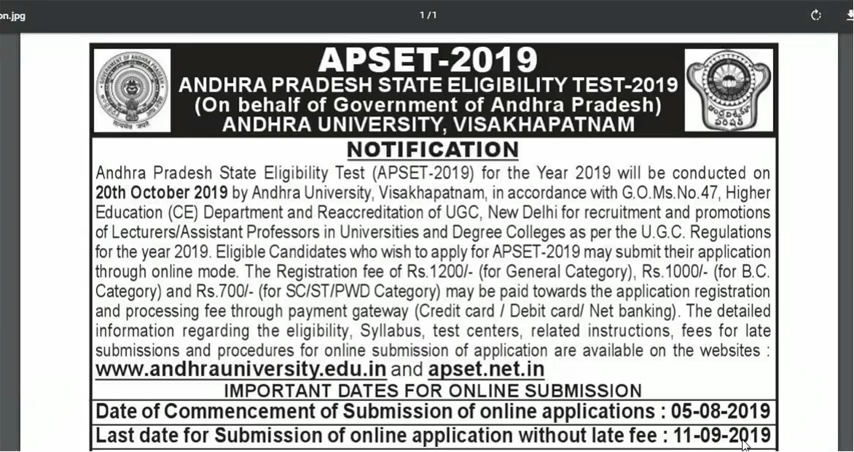 on.jpg
1 / 1
APSET-2019
ANDHRA PRADESH STATE ELIGIBILITY TEST-2019
(On behalf of Government of Andhra Pradesh)
ANDHRA UNIVERSITY, VISAKHAPATNAM
NOTIFICATION
Andhra Pradesh State Eligibility Test (APSET-2019) for the Year 2019 will be conducted on
20th October 2019 by Andhra University, Visakhapatnam, in accordance with G.O.Ms.No.47, Higher
Education (CE) Department and Reaccreditation of UGC, New Delhi for recruitment and promotions
of Lecturers/Assistant Professors in Universities and Degree Colleges as per the U.G.C. Regulations
for the year 2019. Eligible Candidates who wish to apply for APSET-2019 may submit their application
through online mode. The Registration fee of Rs.1200/- (for General Category), Rs.1000/- (for B.C.
Category) and Rs.700/- (for SC/ST/PWD Category) may be paid towards the application registration
and processing fee through payment gateway (Credit card / Debit card/ Net banking). The detailed
information regarding the eligibility, Syllabus, test centers, related instructions, fees for late
submissions and procedures for online submission of application are available on the websites :
www.andhrauniversity.edu.in and apset.net.in
IMPORTANT DATES FOR ONLINE SUBMISSION
Date of Commencement of Submission of online applications : 05-08-2019
Last date for Submission of online application without late fee : 11-09-2019